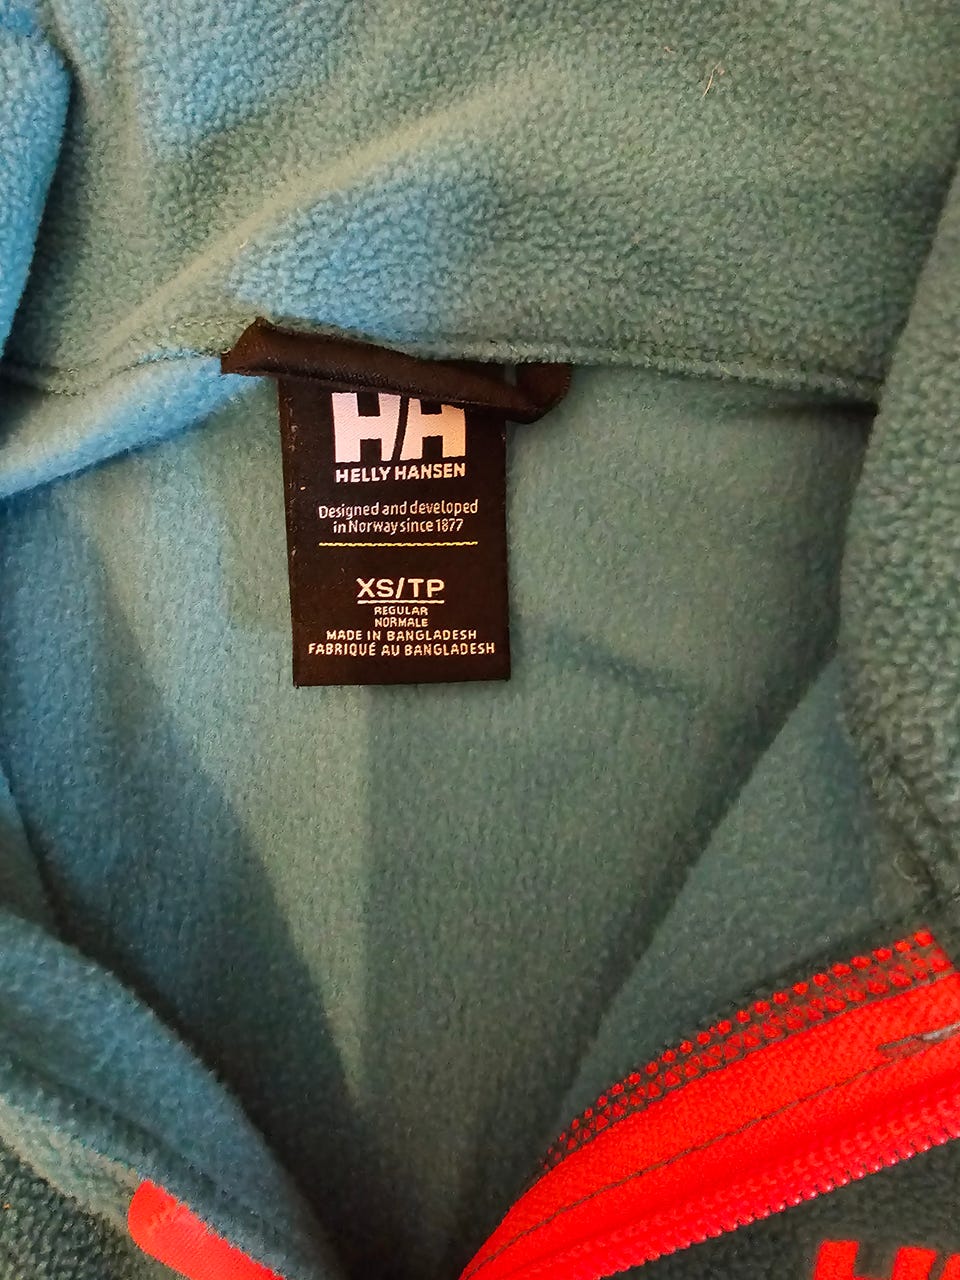 HH
HELLY HANSEN
Designed and developed
in Norway since 1877
XS/TP
REGULAR
NORMALE
MADE IN BANGLADESH
FABRIQUÉ AU BANGLADESH